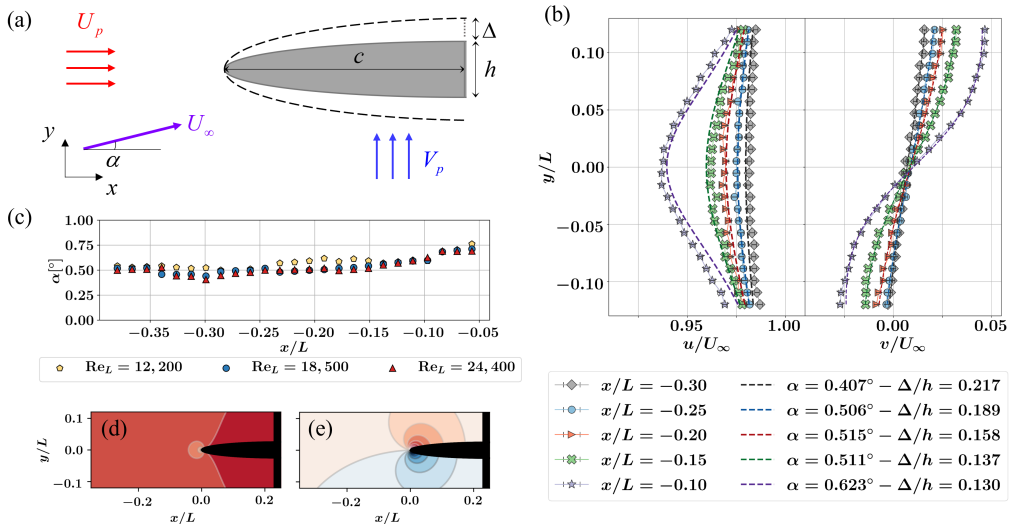 (a)
U_p
Δ
c
h
U_∞
y
α
V_p
x
(b)
y/L
0.10
0.05
0.00
−0.05
−0.10
0.95
1.00
0.00
0.05
u/U_∞
v/U_∞
(c)
1.00
0.75
0.50
0.25
0.00
α[°]
−0.35
−0.30
−0.25
−0.20
−0.15
−0.10
−0.05
x/L
Re_L = 12,200
Re_L = 18,500
Re_L = 24,400
x/L = −0.30
α = 0.407° − Δ/h = 0.217
x/L = −0.25
α = 0.506° − Δ/h = 0.189
x/L = −0.20
α = 0.515° − Δ/h = 0.158
x/L = −0.15
α = 0.511° − Δ/h = 0.137
x/L = −0.10
α = 0.623° − Δ/h = 0.130
(d)
(e)
y/L
0.1
0.0
−0.1
−0.2
0.0
0.2
x/L
−0.2
0.0
0.2
x/L